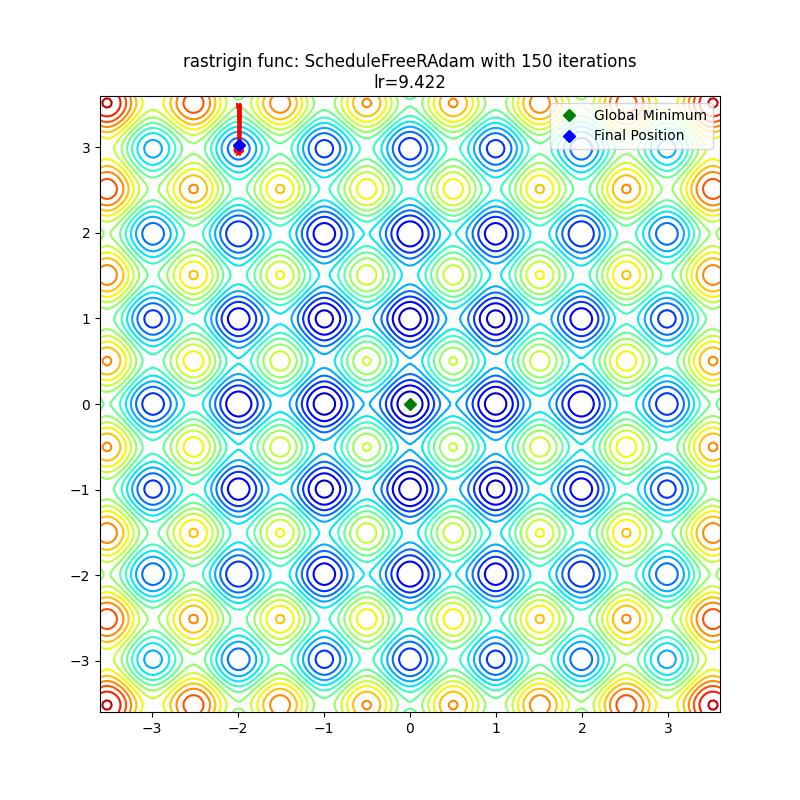 rastrigin func: ScheduleFreeRAdam with 150 iterations
lr=9.422
Global Minimum
Final Position
3
2
1
0
−1
−2
−3
−3 −2 −1 0 1 2 3